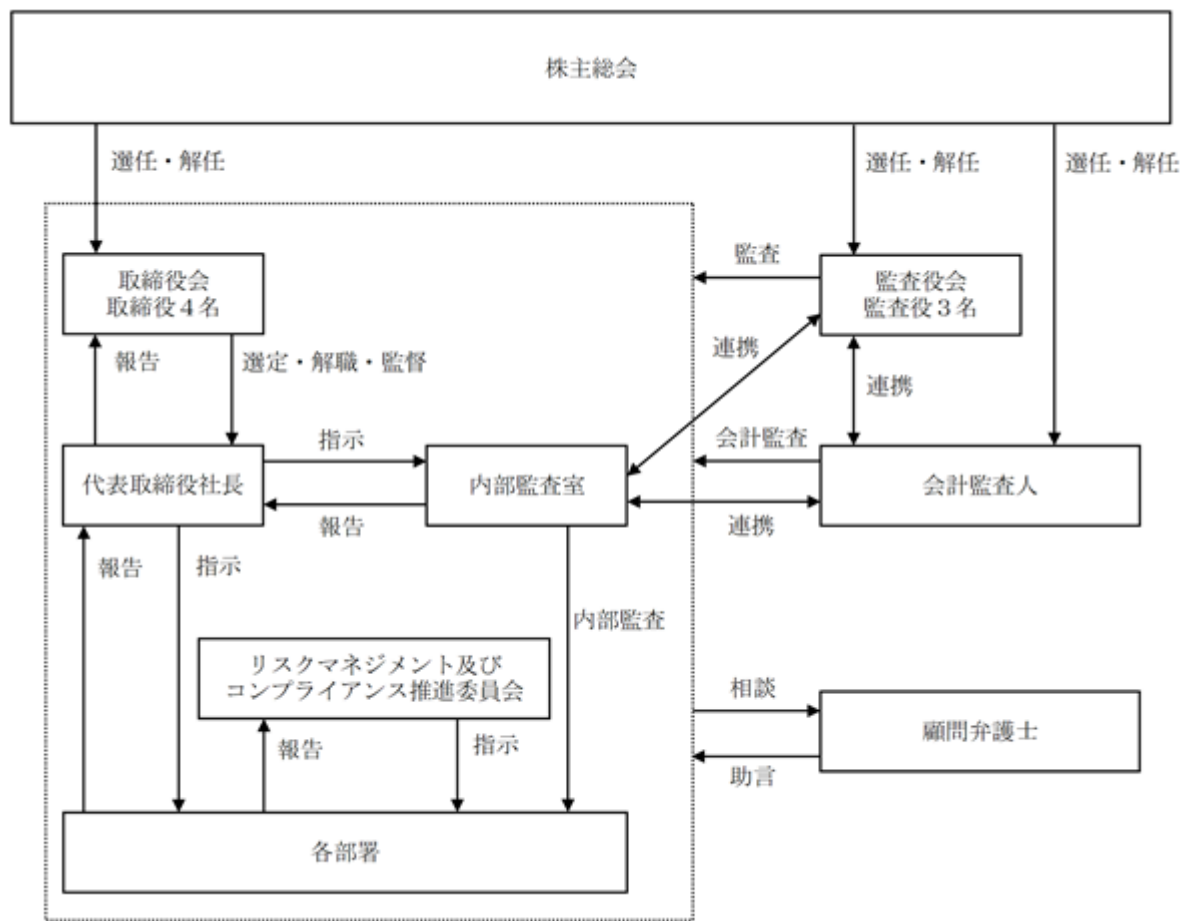 株主総会
選任・解任
選任・解任
選任・解任
取締役会
取締役4名
監査
監査役会
監査役3名
報告
選定・解職・監督
連携
連携
指示
会計監査
代表取締役社長
内部監査室
会計監査人
報告
連携
報告
指示
内部監査
リスクマネジメント及び
コンプライアンス推進委員会
相談
顧問弁護士
報告
指示
助言
各部署